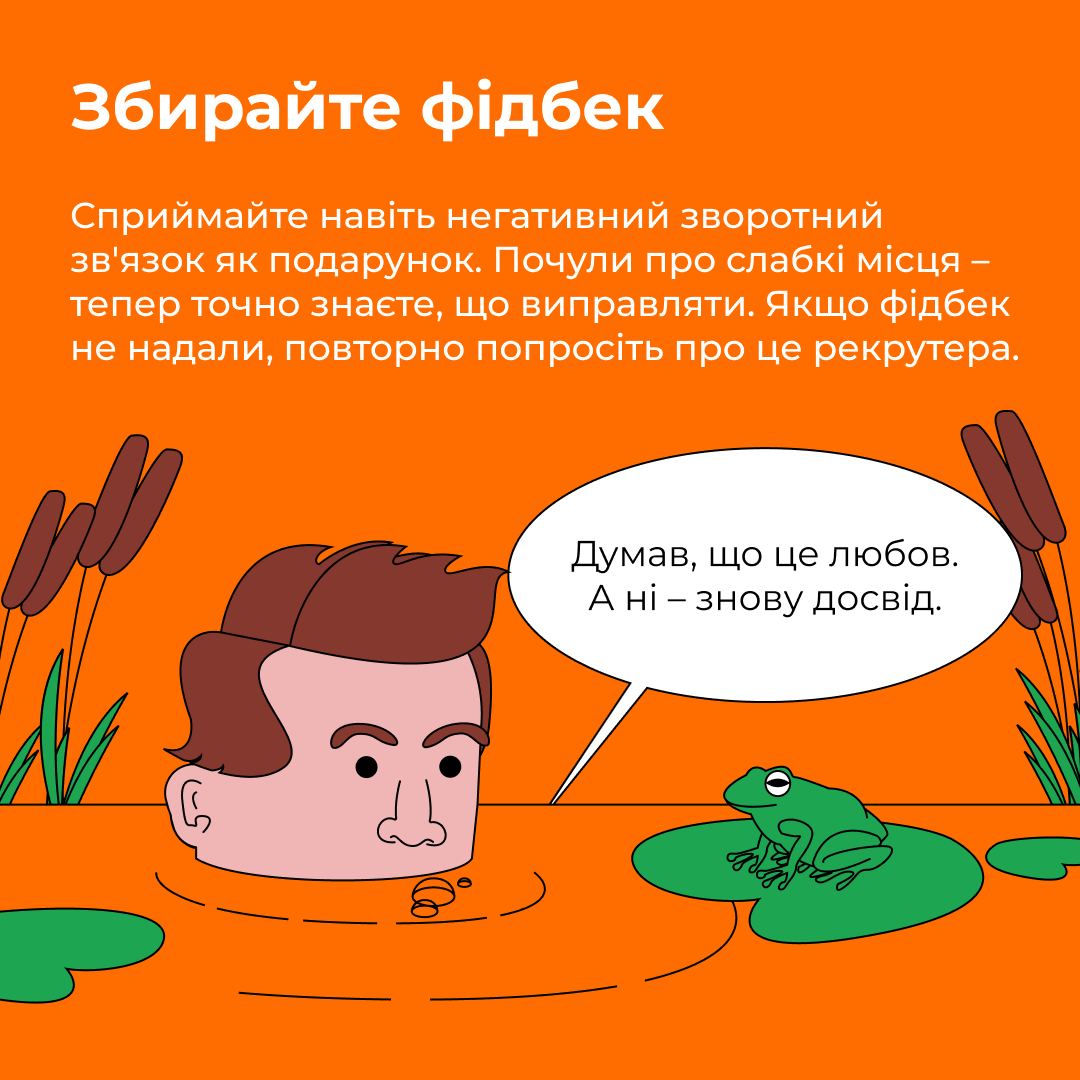 Збирайте фідбек
Сприймайте навіть негативний зворотний
зв'язок як подарунок. Почули про слабкі місця –
тепер точно знаєте, що виправляти. Якщо фідбек
не надали, повторно попросіть про це рекрутера.
Думав, що це любов.
А ні – знову досвід.